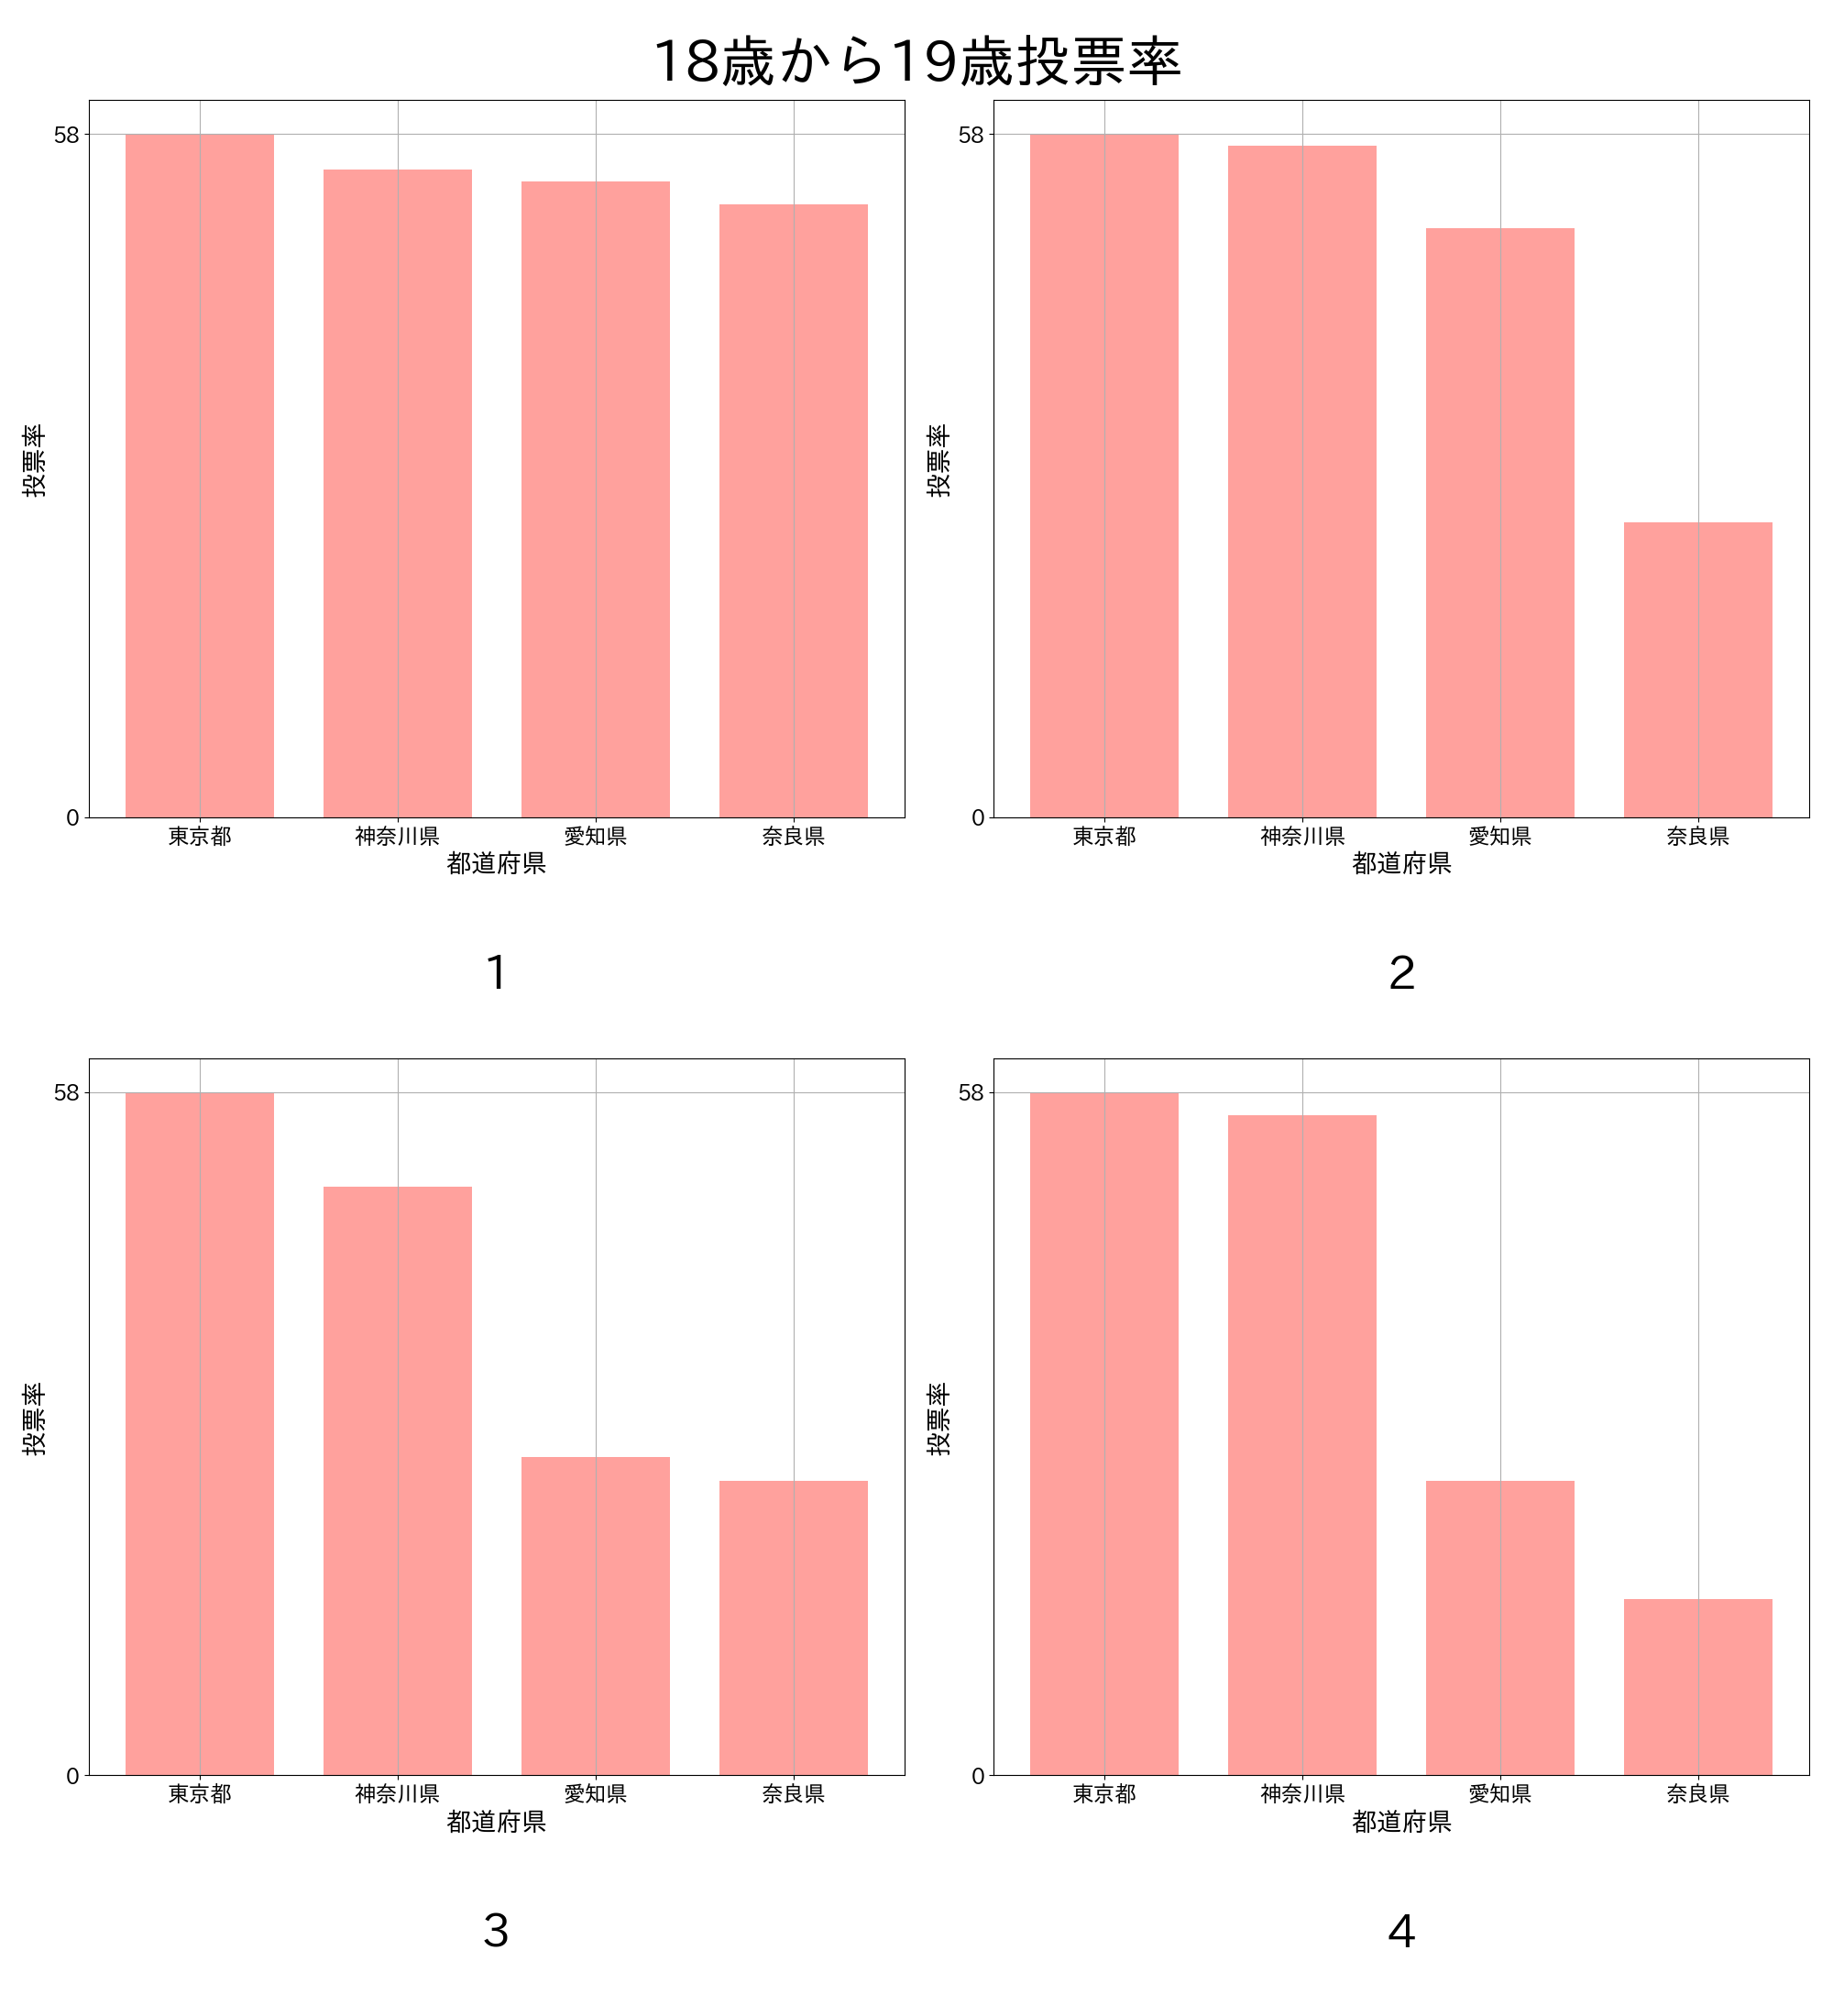 18歳から19歳投票率
58
0
投票率
東京都 神奈川県 愛知県 奈良県
都道府県
1
58
0
投票率
東京都 神奈川県 愛知県 奈良県
都道府県
2
58
0
投票率
東京都 神奈川県 愛知県 奈良県
都道府県
3
58
0
投票率
東京都 神奈川県 愛知県 奈良県
都道府県
4